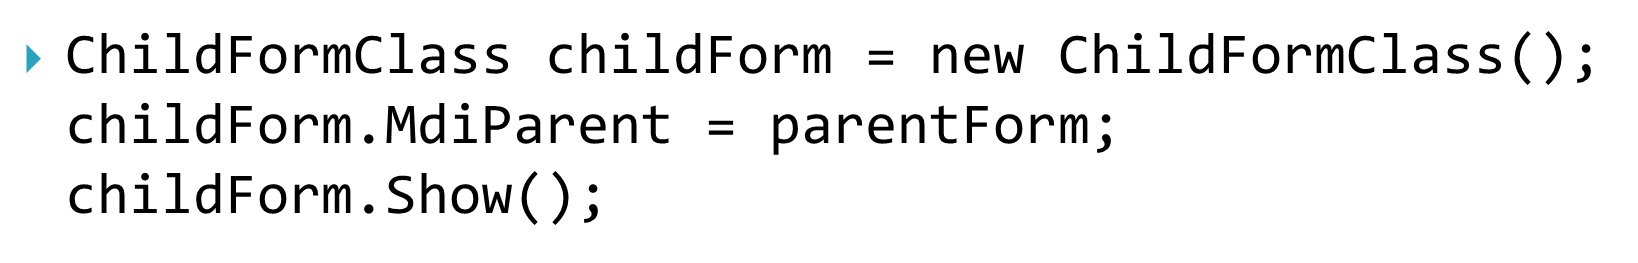 ChildFormClass childForm = new ChildFormClass();
childForm.MdiParent = parentForm;
childForm.Show();